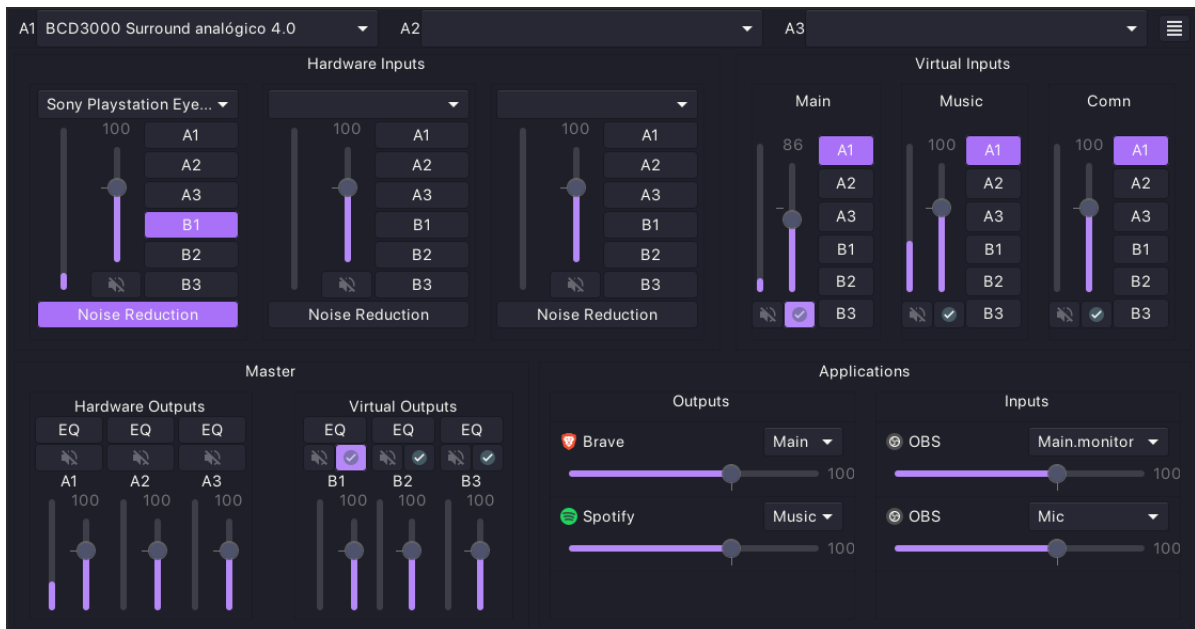 A1 BCD3000 Surround analógico 4.0 A2 A3
Hardware Inputs
Sony Playstation Eye...
100
A1
A2
A3
B1
B2
B3
Noise Reduction
100
A1
A2
A3
B1
B2
B3
Noise Reduction
100
A1
A2
A3
B1
B2
B3
Noise Reduction
Virtual Inputs
Main
86
A1
A2
A3
B1
B2
B3
Music
100
A1
A2
A3
B1
B2
B3
Comn
100
A1
A2
A3
B1
B2
B3
Master
Hardware Outputs
EQ EQ EQ
A1 A2 A3
100 100 100
Virtual Outputs
EQ EQ EQ
B1 B2 B3
100 100 100
Applications
Outputs
Brave Main
100
Spotify Music
100
Inputs
OBS Main.monitor
100
OBS Mic
100